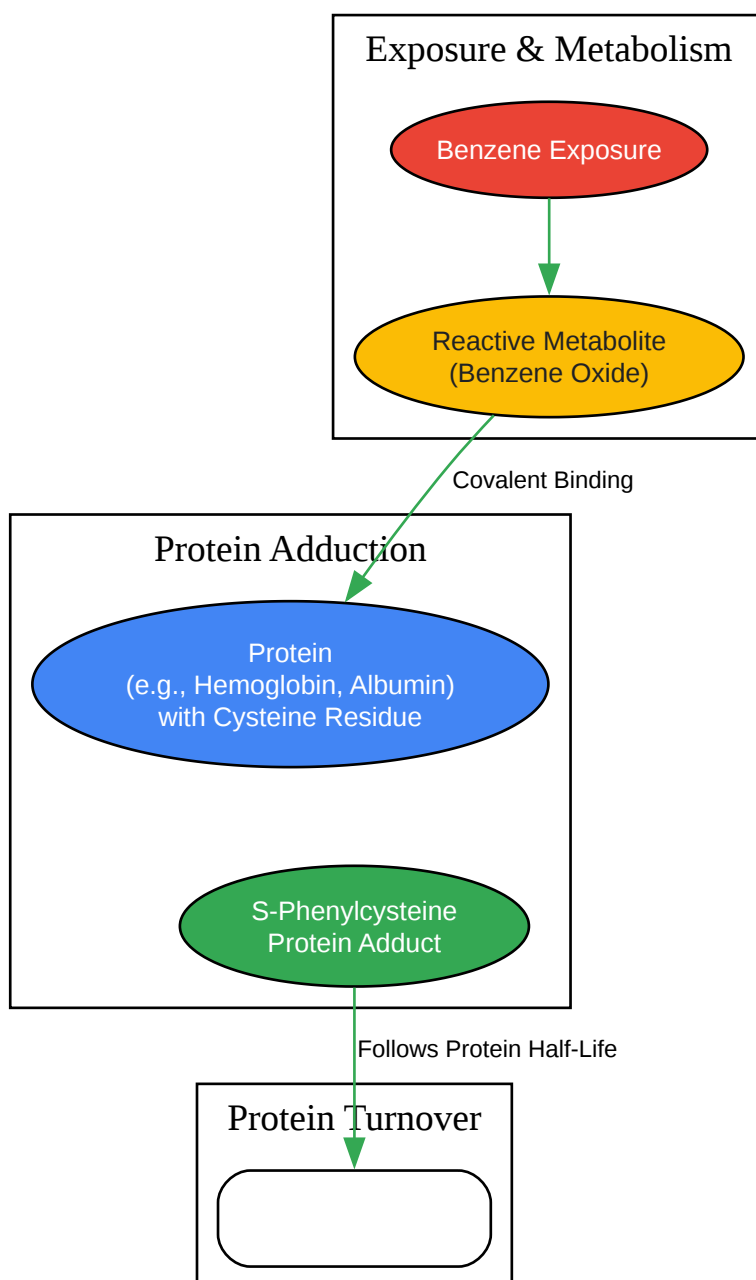 Exposure & Metabolism
Benzene Exposure
Reactive Metabolite
(Benzene Oxide)
Covalent Binding
Protein Adduction
Protein
(e.g., Hemoglobin, Albumin)
with Cysteine Residue
S-Phenylcysteine
Protein Adduct
Follows Protein Half-Life
Protein Turnover